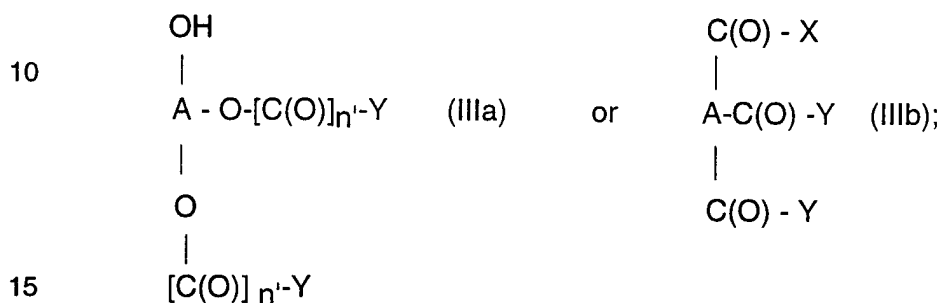 OH C(O) - X
10 | |
A - O-[C(O)]n'-Y (IIIa) or A-C(O) -Y (IIIb);
| |
O C(O) - Y
|
15 [C(O)] n'-Y